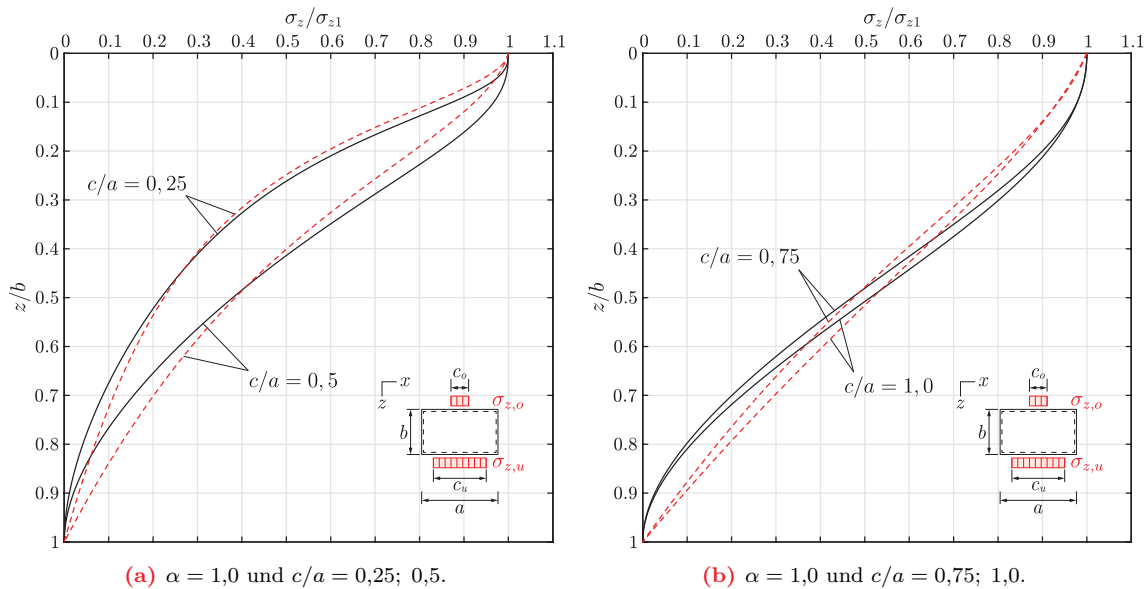 σz/σz1
0 0.1 0.2 0.3 0.4 0.5 0.6 0.7 0.8 0.9 1 1.1
0
0.1
0.2
0.3
0.4
0.5
0.6
0.7
0.8
0.9
1
z/b
c/a = 0,25
c/a = 0,5
x
z
co
σz,o
b
σz,u
cu
a
(a) α = 1,0 und c/a = 0,25; 0,5.
σz/σz1
0 0.1 0.2 0.3 0.4 0.5 0.6 0.7 0.8 0.9 1 1.1
0
0.1
0.2
0.3
0.4
0.5
0.6
0.7
0.8
0.9
1
z/b
c/a = 0,75
c/a = 1,0
x
z
co
σz,o
b
σz,u
cu
a
(b) α = 1,0 und c/a = 0,75; 1,0.